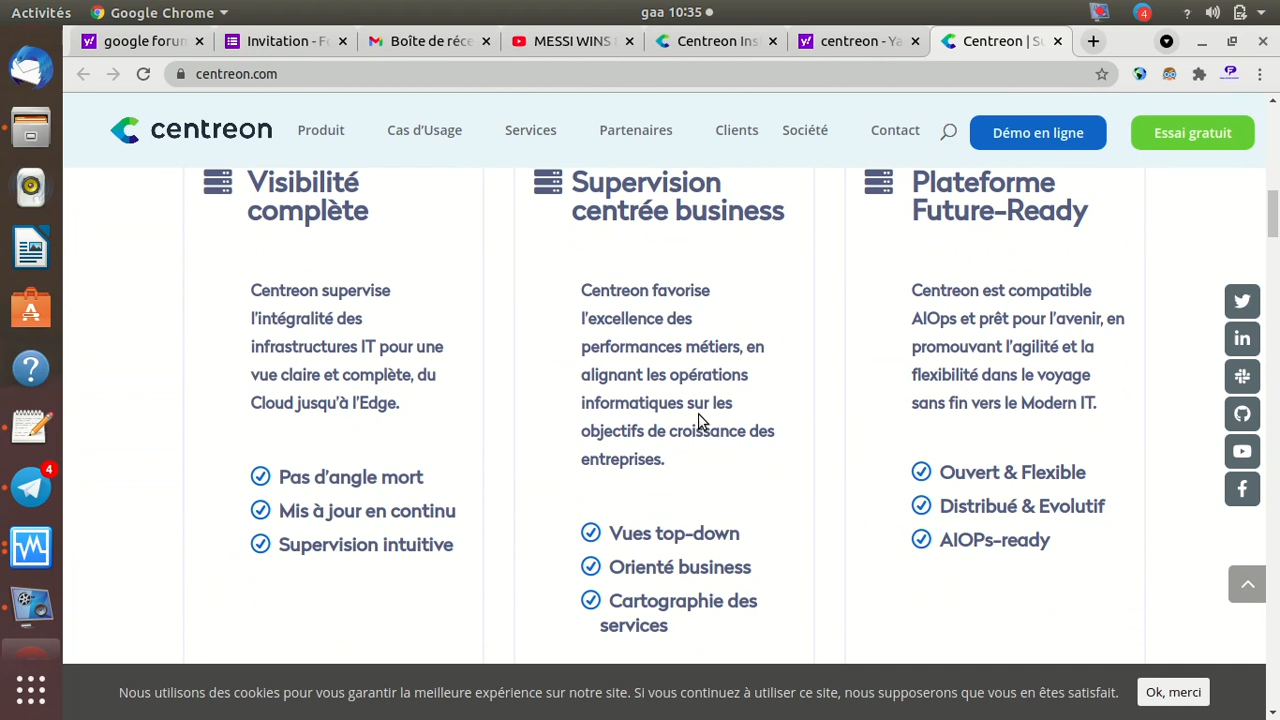 Activités
Google Chrome
gaa 10:35
4
?
google forun
Invitation - Fo
Boîte de réce
MESSI WINS
Centreon Ins
centreon - Ya
Centreon | Su
centreon.com
centreon
Produit
Cas d'Usage
Services
Partenaires
Clients
Société
Contact
Démo en ligne
Essai gratuit
Visibilité
complète
Centreon supervise
l'intégralité des
infrastructures IT pour une
vue claire et complète, du
Cloud jusqu'à l'Edge.
Pas d'angle mort
Mis à jour en continu
Supervision intuitive
Supervision
centrée business
Centreon favorise
l'excellence des
performances métiers, en
alignant les opérations
informatiques sur les
objectifs de croissance des
entreprises.
Vues top-down
Orienté business
Cartographie des
services
Plateforme
Future-Ready
Centreon est compatible
AIOps et prêt pour l'avenir, en
promouvant l'agilité et la
flexibilité dans le voyage
sans fin vers le Modern IT.
Ouvert & Flexible
Distribué & Evolutif
AIOPs-ready
4
Nous utilisons des cookies pour vous garantir la meilleure expérience sur notre site. Si vous continuez à utiliser ce site, nous supposerons que vous en êtes satisfait.
Ok, merci